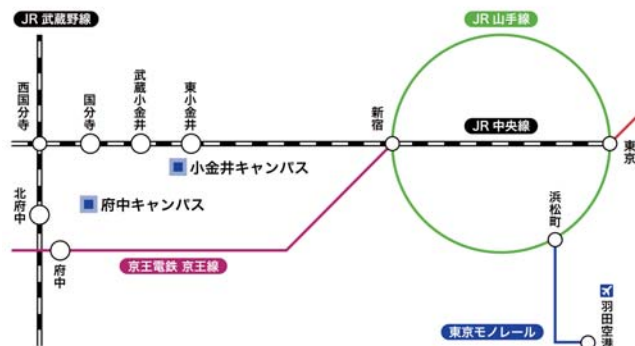 JR 武蔵野線
JR 山手線
西国分寺
国分寺
武蔵小金井
東小金井
新宿
JR 中央線
東京
小金井キャンパス
北府中
府中キャンパス
浜松町
府中
京王電鉄 京王線
羽田空港
東京モノレール